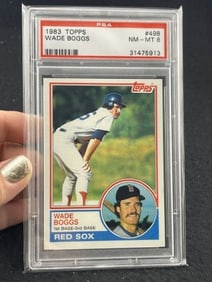 PSA
1983 TOPPS #498
WADE BOGGS NM - MT 8
31475913
Topps
WADE
BOGGS
1st BASE-3rd BASE
RED SOX